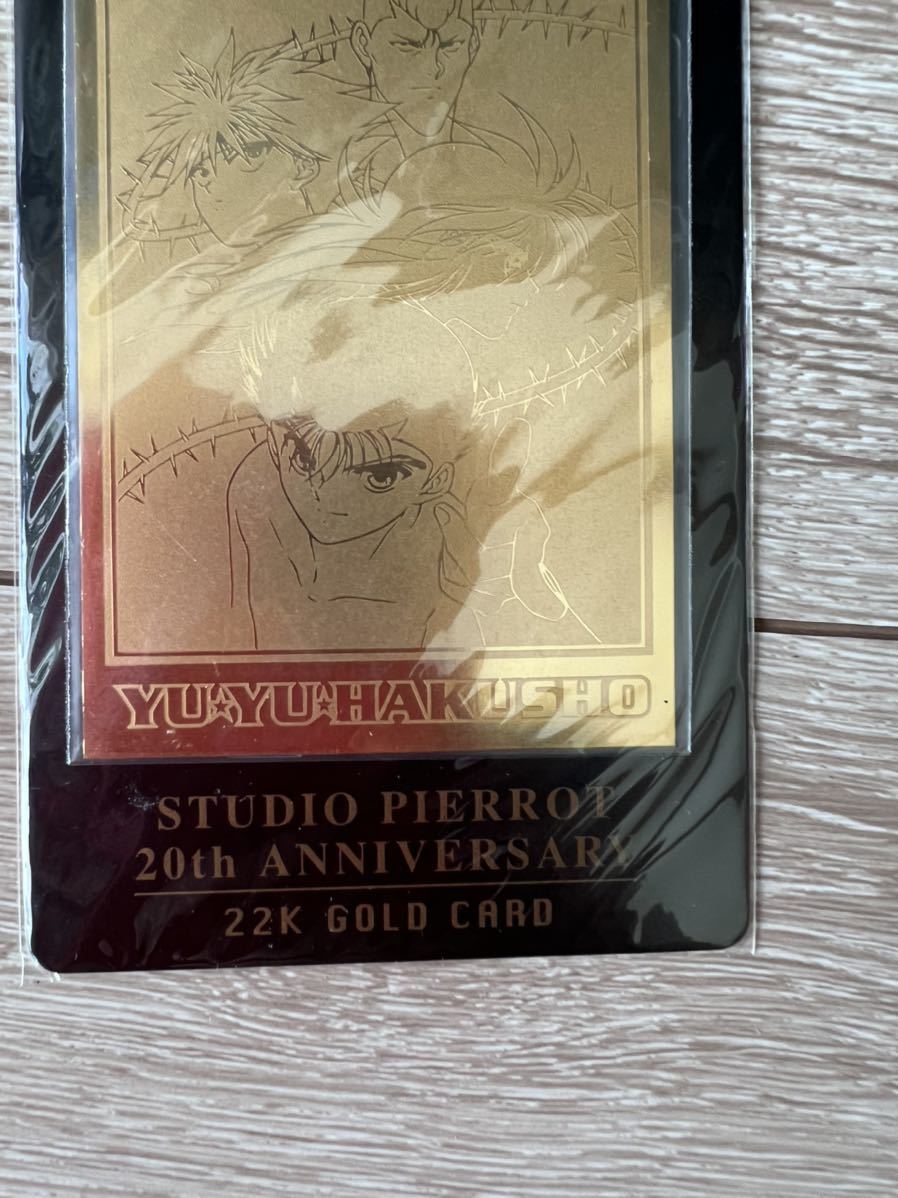 YU★YU★HAKUSHO
STUDIO PIERROT
20th ANNIVERSARY
22K GOLD CARD